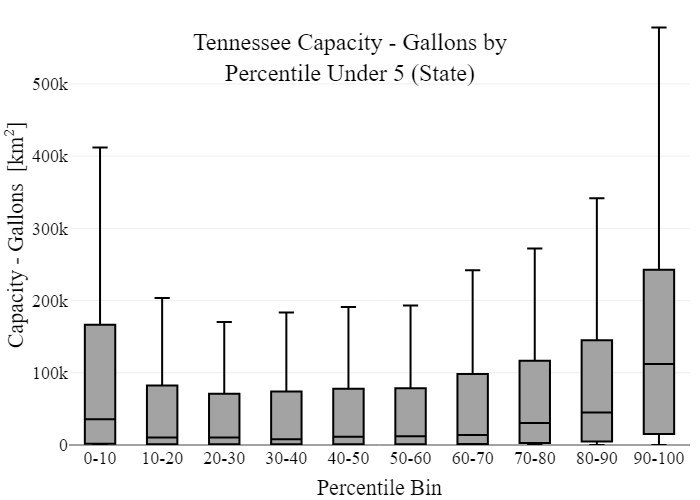 Tennessee Capacity - Gallons by
Percentile Under 5 (State)
Capacity - Gallons [km²]
500k
400k
300k
200k
100k
0
0-10 10-20 20-30 30-40 40-50 50-60 60-70 70-80 80-90 90-100
Percentile Bin